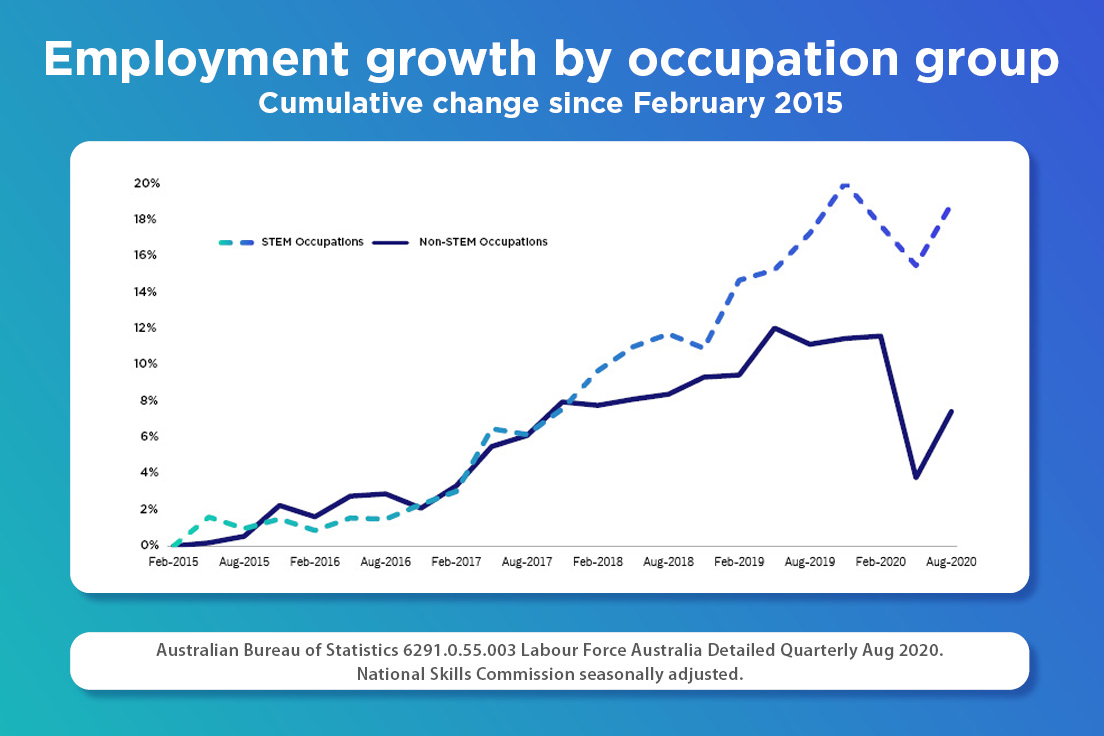 Employment growth by occupation group
Cumulative change since February 2015
20%
18%
STEM Occupations Non-STEM Occupations
16%
14%
12%
10%
8%
6%
4%
2%
0%
Feb-2015 Aug-2015 Feb-2016 Aug-2016 Feb-2017 Aug-2017 Feb-2018 Aug-2018 Feb-2019 Aug-2019 Feb-2020 Aug-2020
Australian Bureau of Statistics 6291.0.55.003 Labour Force Australia Detailed Quarterly Aug 2020.
National Skills Commission seasonally adjusted.